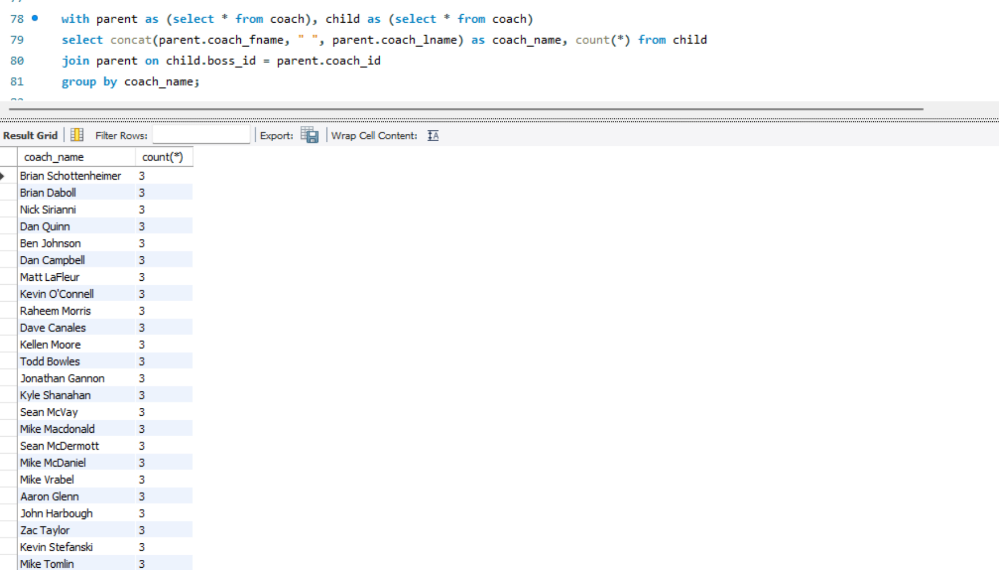 78 with parent as (select * from coach), child as (select * from coach)
79 select concat(parent.coach_fname, " ", parent.coach_lname) as coach_name, count(*) from child
80 join parent on child.boss_id = parent.coach_id
81 group by coach_name;
Result Grid Filter Rows: Export: Wrap Cell Content:
coach_name count(*)
Brian Schottenheimer 3
Brian Daboll 3
Nick Sirianni 3
Dan Quinn 3
Ben Johnson 3
Dan Campbell 3
Matt LaFleur 3
Kevin O'Connell 3
Raheem Morris 3
Dave Canales 3
Kellen Moore 3
Todd Bowles 3
Jonathan Gannon 3
Kyle Shanahan 3
Sean McVay 3
Mike Macdonald 3
Sean McDermott 3
Mike McDaniel 3
Mike Vrabel 3
Aaron Glenn 3
John Harbough 3
Zac Taylor 3
Kevin Stefanski 3
Mike Tomlin 3